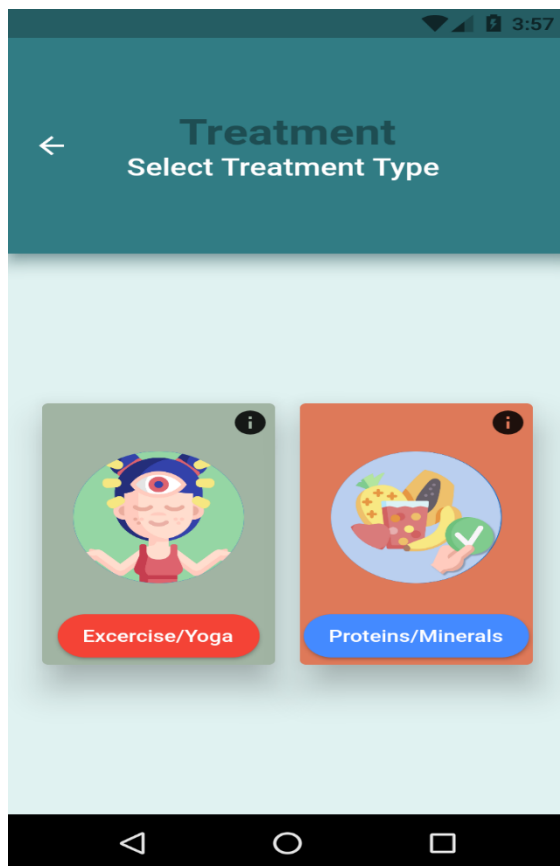 3:57
Treatment
Select Treatment Type
i
i
Excercise/Yoga
Proteins/Minerals